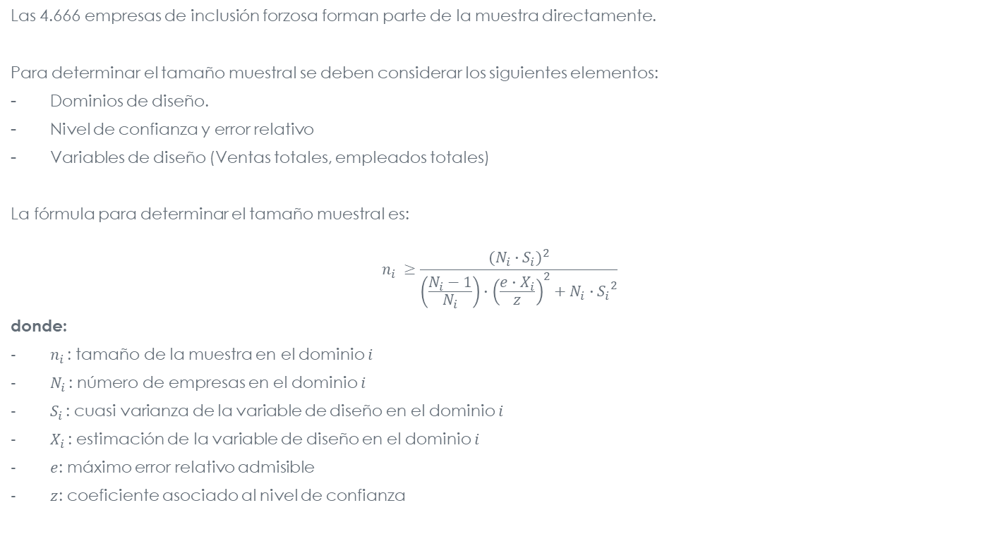 Las 4.666 empresas de inclusión forzosa forman parte de la muestra directamente.
Para determinar el tamaño muestral se deben considerar los siguientes elementos:
- Dominios de diseño.
- Nivel de confianza y error relativo
- Variables de diseño (Ventas totales, empleados totales)
La fórmula para determinar el tamaño muestral es:
$n_i \geq \frac{(N_i \cdot S_i)^2}{\left(\frac{N_i - 1}{N_i}\right) \cdot \left(\frac{e \cdot X_i}{z}\right)^2 + N_i \cdot {S_i}^2}$
donde:
- $n_i$ : tamaño de la muestra en el dominio $i$
- $N_i$ : número de empresas en el dominio $i$
- $S_i$ : cuasi varianza de la variable de diseño en el dominio $i$
- $X_i$ : estimación de la variable de diseño en el dominio $i$
- $e$: máximo error relativo admisible
- $z$: coeficiente asociado al nivel de confianza